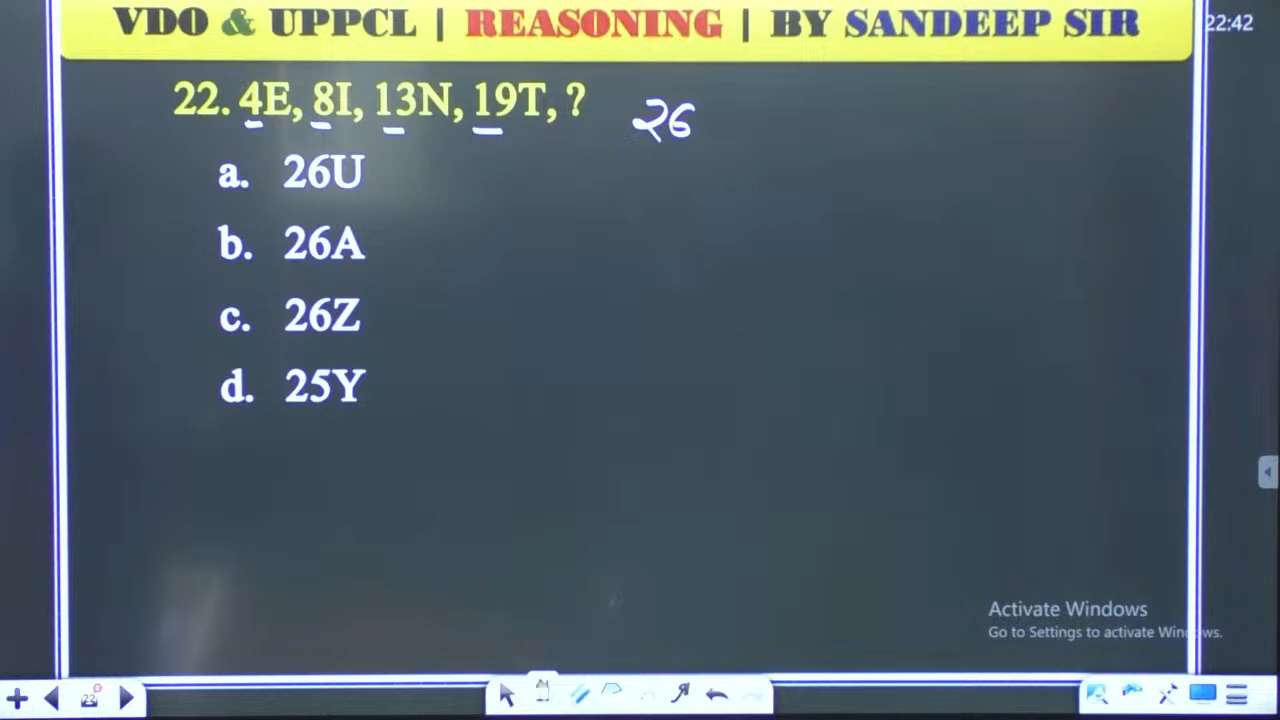 VDO & UPPCL | REASONING | BY SANDEEP SIR
22:42
22. 4E, 8I, 13N, 19T, ? 26
a. 26U
b. 26A
c. 26Z
d. 25Y
Activate Windows
Go to Settings to activate Windows.
22